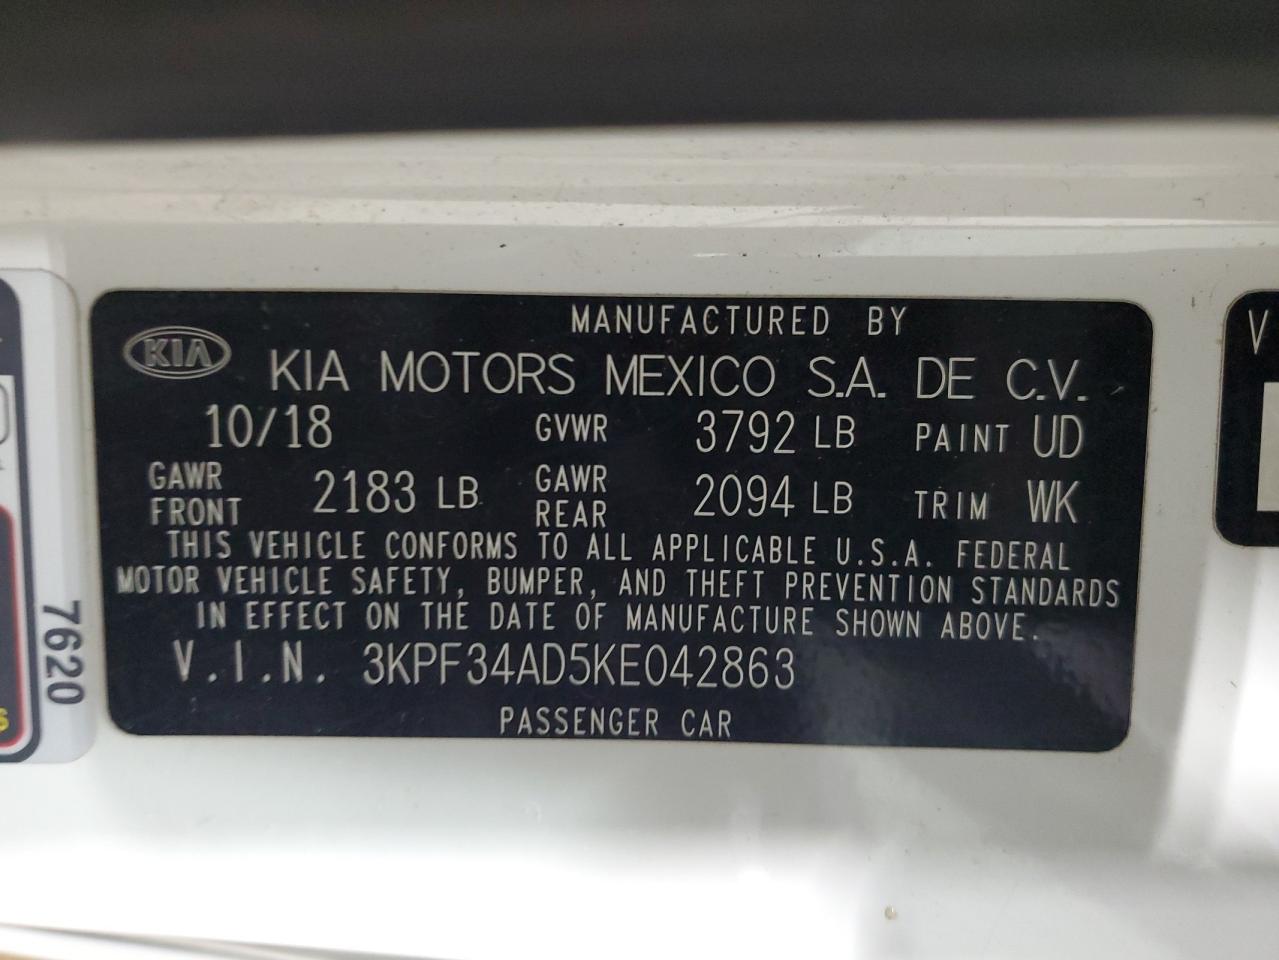 MANUFACTURED BY
KIA KIA MOTORS MEXICO S.A. DE C.V.
10/18 GVWR 3792 LB PAINT UD
GAWR FRONT 2183 LB GAWR REAR 2094 LB TRIM WK
THIS VEHICLE CONFORMS TO ALL APPLICABLE U.S.A. FEDERAL
MOTOR VEHICLE SAFETY, BUMPER, AND THEFT PREVENTION STANDARDS
IN EFFECT ON THE DATE OF MANUFACTURE SHOWN ABOVE.
V.I.N. 3KPF34AD5KE042863
PASSENGER CAR
7620
V